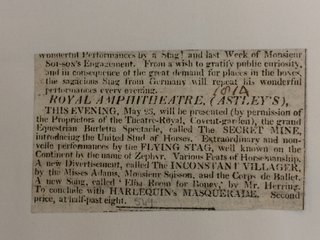 wonderful Performances by a Stag! and last Week of Monsieur
Soisson's Engagement. From a wish to gratify public curiosity,
and in consequence of the great demand for places in the boxes,
the sagacious Stag from Germany will repeat his wonderful
performances every evening.
1814
ROYAL AMPHITHEATRE, (ASTLEY'S),
THIS EVENING, May 23, will be presented (by permission of
the Proprietors of the Theatre-Royal, Covent-garden), the grand
Equestrian Burletta Spectacle, called The SECRET MINE,
introducing the United Stud of Horses. Extraordinary and nou-
velle performances by the FLYING STAG, well known on the
Continent by the name of Zephyr. Various Feats of Horsemanship.
A new Divertisement, called The INCONSTANT VILLAGER,
by the Misses Adams, Monsieur Soisson, and the Corps de Ballet.
A new Song, called 'Elba Room for Boney,' by Mr. Herring.
To conclude with HARLEQUIN's MASQUERADE. Second
price, at half-past eight.